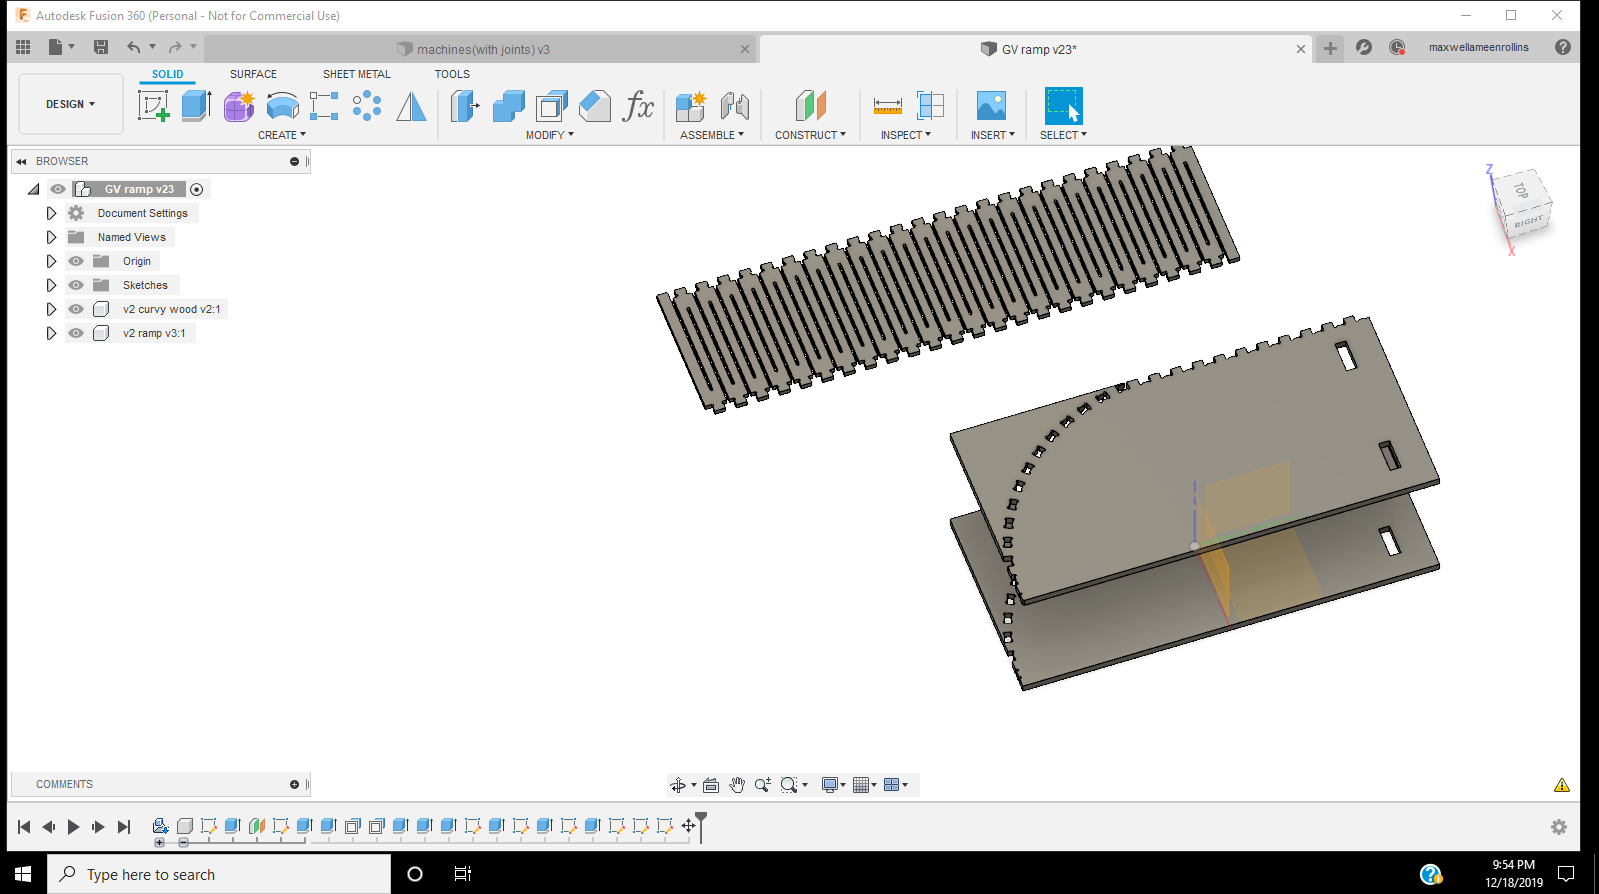 Autodesk Fusion 360 (Personal - Not for Commercial Use)
machines(with joints) v3
GV ramp v23*
maxwellameenrollins
DESIGN
SOLID
SURFACE
SHEET METAL
TOOLS
CREATE
MODIFY
ASSEMBLE
CONSTRUCT
INSPECT
INSERT
SELECT
BROWSER
GV ramp v23
Document Settings
Named Views
Origin
Sketches
v2 curvy wood v2:1
v2 ramp v3:1
Z
TOP
RIGHT
X
COMMENTS
Type here to search
9:54 PM
12/18/2019